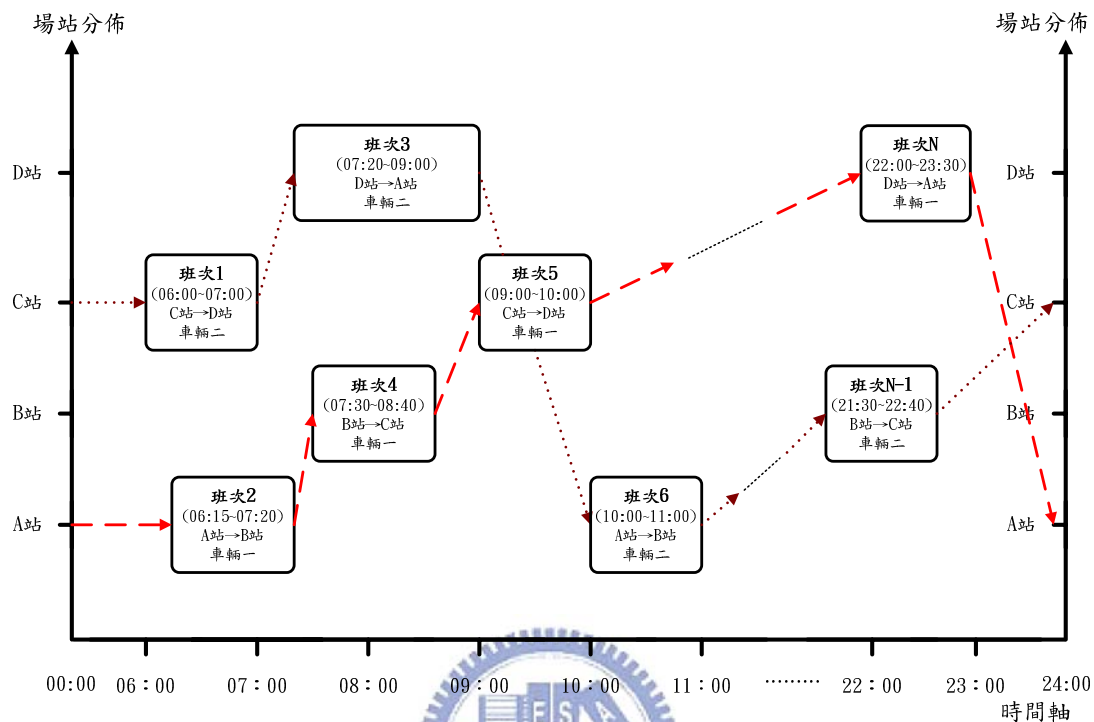 場站分佈
場站分佈
班次3
(07:20~09:00)
D站→A站
車輛二
班次N
(22:00~23:30)
D站→A站
車輛一
D站
D站
班次1
(06:00~07:00)
C站→D站
車輛二
班次5
(09:00~10:00)
C站→D站
車輛一
C站
C站
班次4
(07:30~08:40)
B站→C站
車輛一
班次N-1
(21:30~22:40)
B站→C站
車輛二
B站
B站
班次2
(06:15~07:20)
A站→B站
車輛一
班次6
(10:00~11:00)
A站→B站
車輛二
A站
A站
00:00 06:00 07:00 08:00 09:00 10:00 11:00 ……… 22:00 23:00 24:00
時間軸
E S A